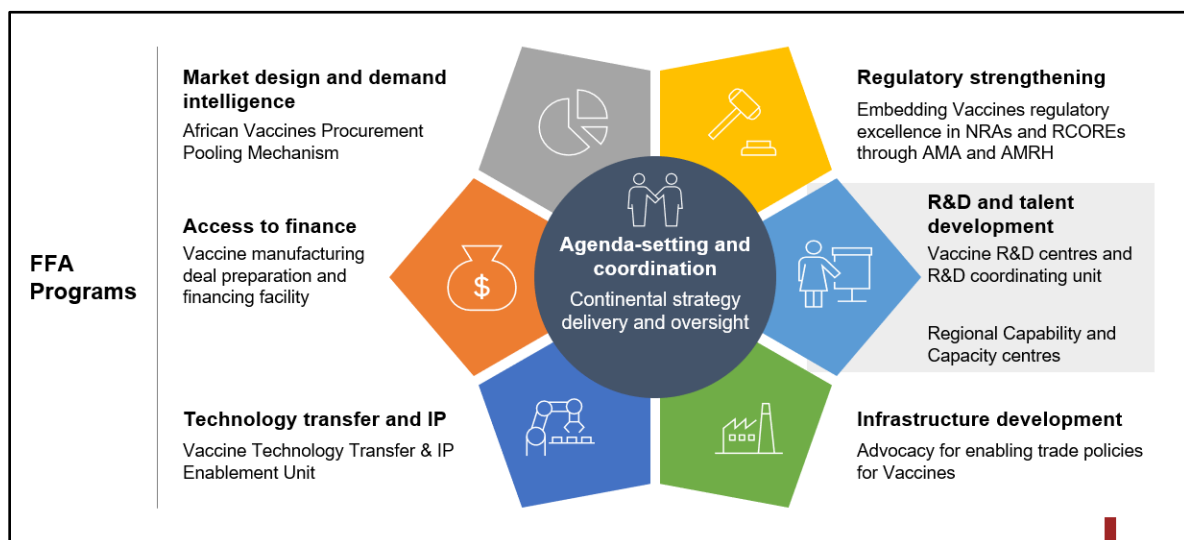 FFA
Programs
Market design and demand
intelligence
African Vaccines Procurement
Pooling Mechanism
Access to finance
Vaccine manufacturing
deal preparation and
financing facility
$
Technology transfer and IP
Vaccine Technology Transfer & IP
Enablement Unit
Agenda-setting and
coordination
Continental strategy
delivery and oversight
Regulatory strengthening
Embedding Vaccines regulatory
excellence in NRAs and RCOREs
through AMA and AMRH
R&D and talent
development
Vaccine R&D centres and
R&D coordinating unit
Regional Capability and
Capacity centres
Infrastructure development
Advocacy for enabling trade policies
for Vaccines